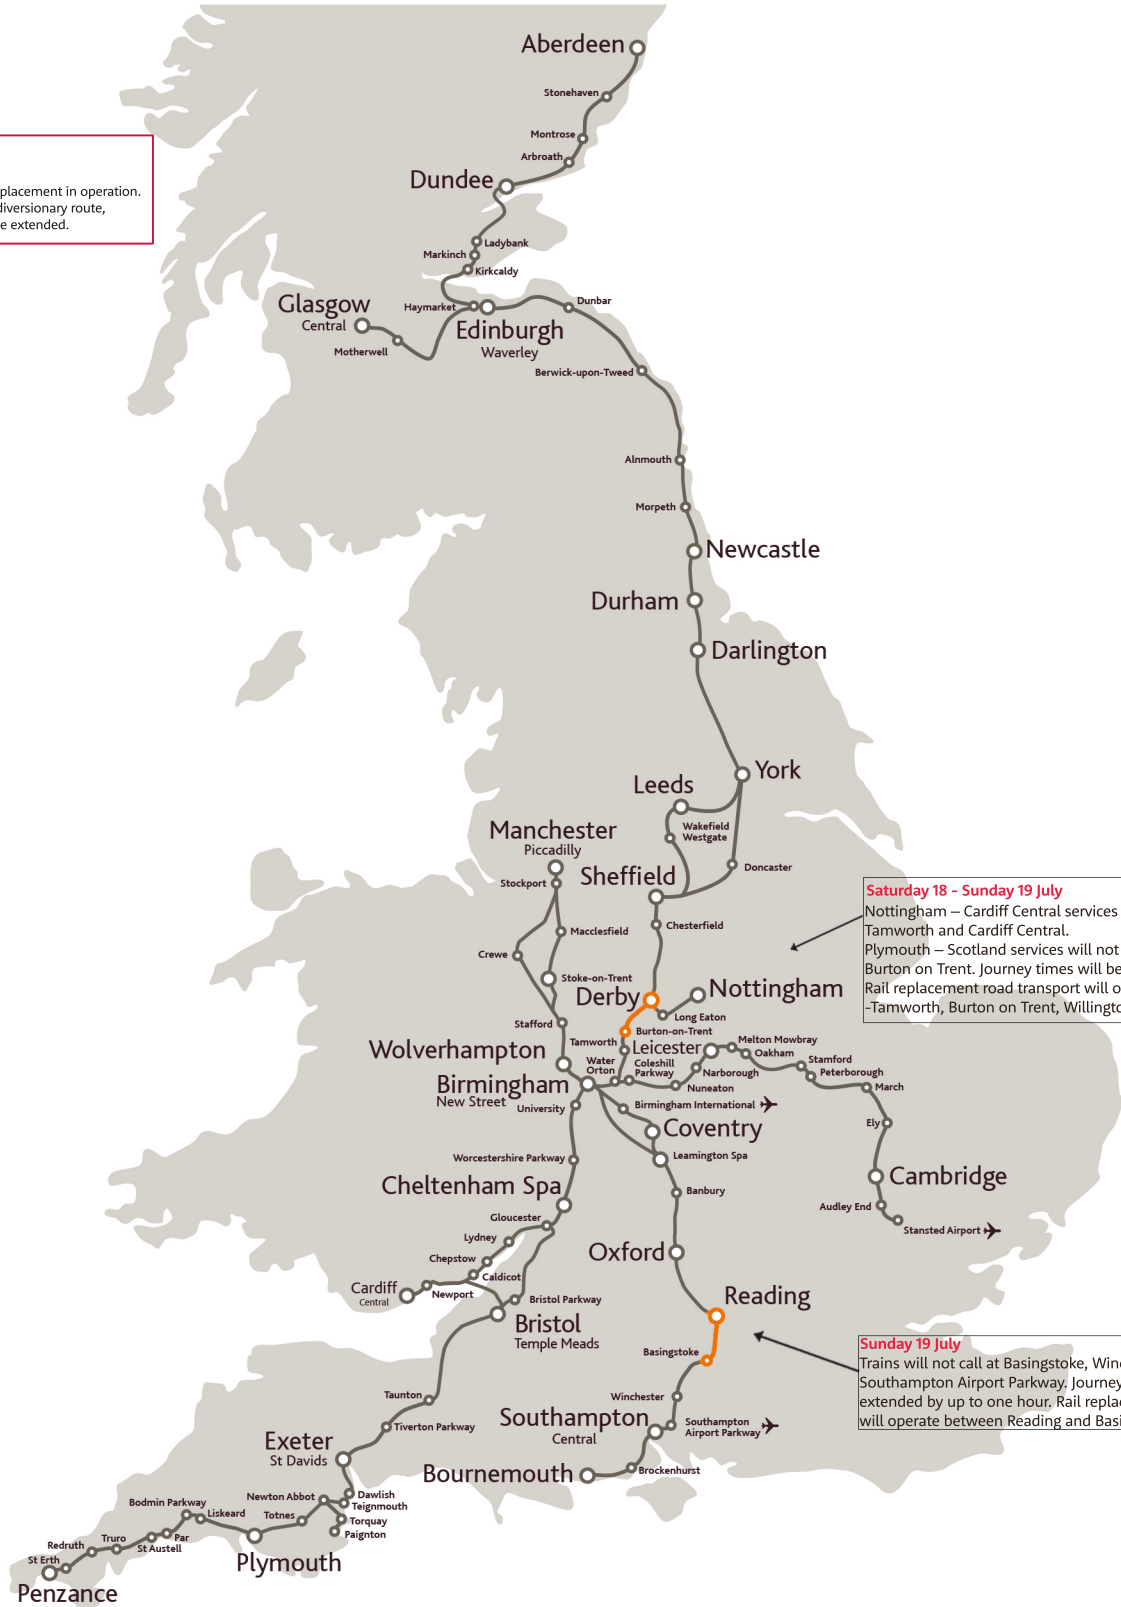 Aberdeen
Stonehaven
Montrose
Arbroath
Dundee
placement in operation.
diversionary route,
e extended.
Ladybank
Markinch
Kirkcaldy
Glasgow
Central
Haymarket
Dunbar
Edinburgh
Waverley
Motherwell
Berwick-upon-Tweed
Alnmouth
Morpeth
Newcastle
Durham
Darlington
York
Leeds
Wakefield
Westgate
Manchester
Piccadilly
Stockport
Sheffield
Doncaster
Saturday 18 - Sunday 19 July
Nottingham – Cardiff Central services
Tamworth and Cardiff Central.
Plymouth – Scotland services will not
Burton on Trent. Journey times will be
Rail replacement road transport will o
-Tamworth, Burton on Trent, Willingto
Chesterfield
Macclesfield
Crewe
Stoke-on-Trent
Derby
Nottingham
Long Eaton
Stafford
Burton-on-Trent
Tamworth
Leicester
Melton Mowbray
Oakham
Stamford
Peterborough
March
Wolverhampton
Water
Orton
Coleshill
Parkway
Narborough
Nuneaton
Birmingham
New Street
University
Birmingham International
Coventry
Ely
Leamington Spa
Worcestershire Parkway
Cambridge
Cheltenham Spa
Banbury
Audley End
Stansted Airport
Gloucester
Lydney
Chepstow
Caldicot
Oxford
Cardiff
Central
Newport
Bristol Parkway
Reading
Bristol
Temple Meads
Basingstoke
Sunday 19 July
Trains will not call at Basingstoke, Winc
Southampton Airport Parkway. Journey
extended by up to one hour. Rail repla
will operate between Reading and Basi
Winchester
Taunton
Tiverton Parkway
Southampton
Central
Southampton
Airport Parkway
Exeter
St Davids
Bournemouth
Brockenhurst
Newton Abbot
Dawlish
Teignmouth
Bodmin Parkway
Liskeard
Totnes
Torquay
Paignton
Redruth
Truro
Par
St Austell
St Erth
Plymouth
Penzance